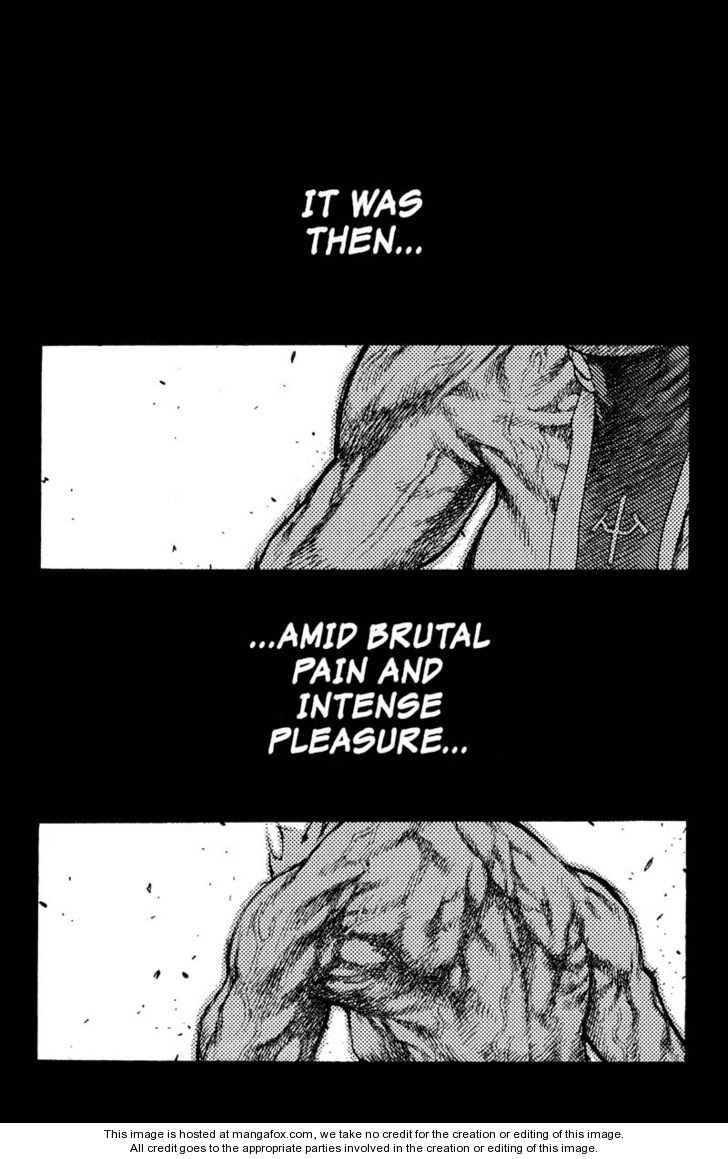 IT WAS
THEN...
...AMID BRUTAL
PAIN AND
INTENSE
PLEASURE...
This image is hosted at mangafox.com, we take no credit for the creation or editing of this image.
All credit goes to the appropriate parties involved in the creation or editing of this image.